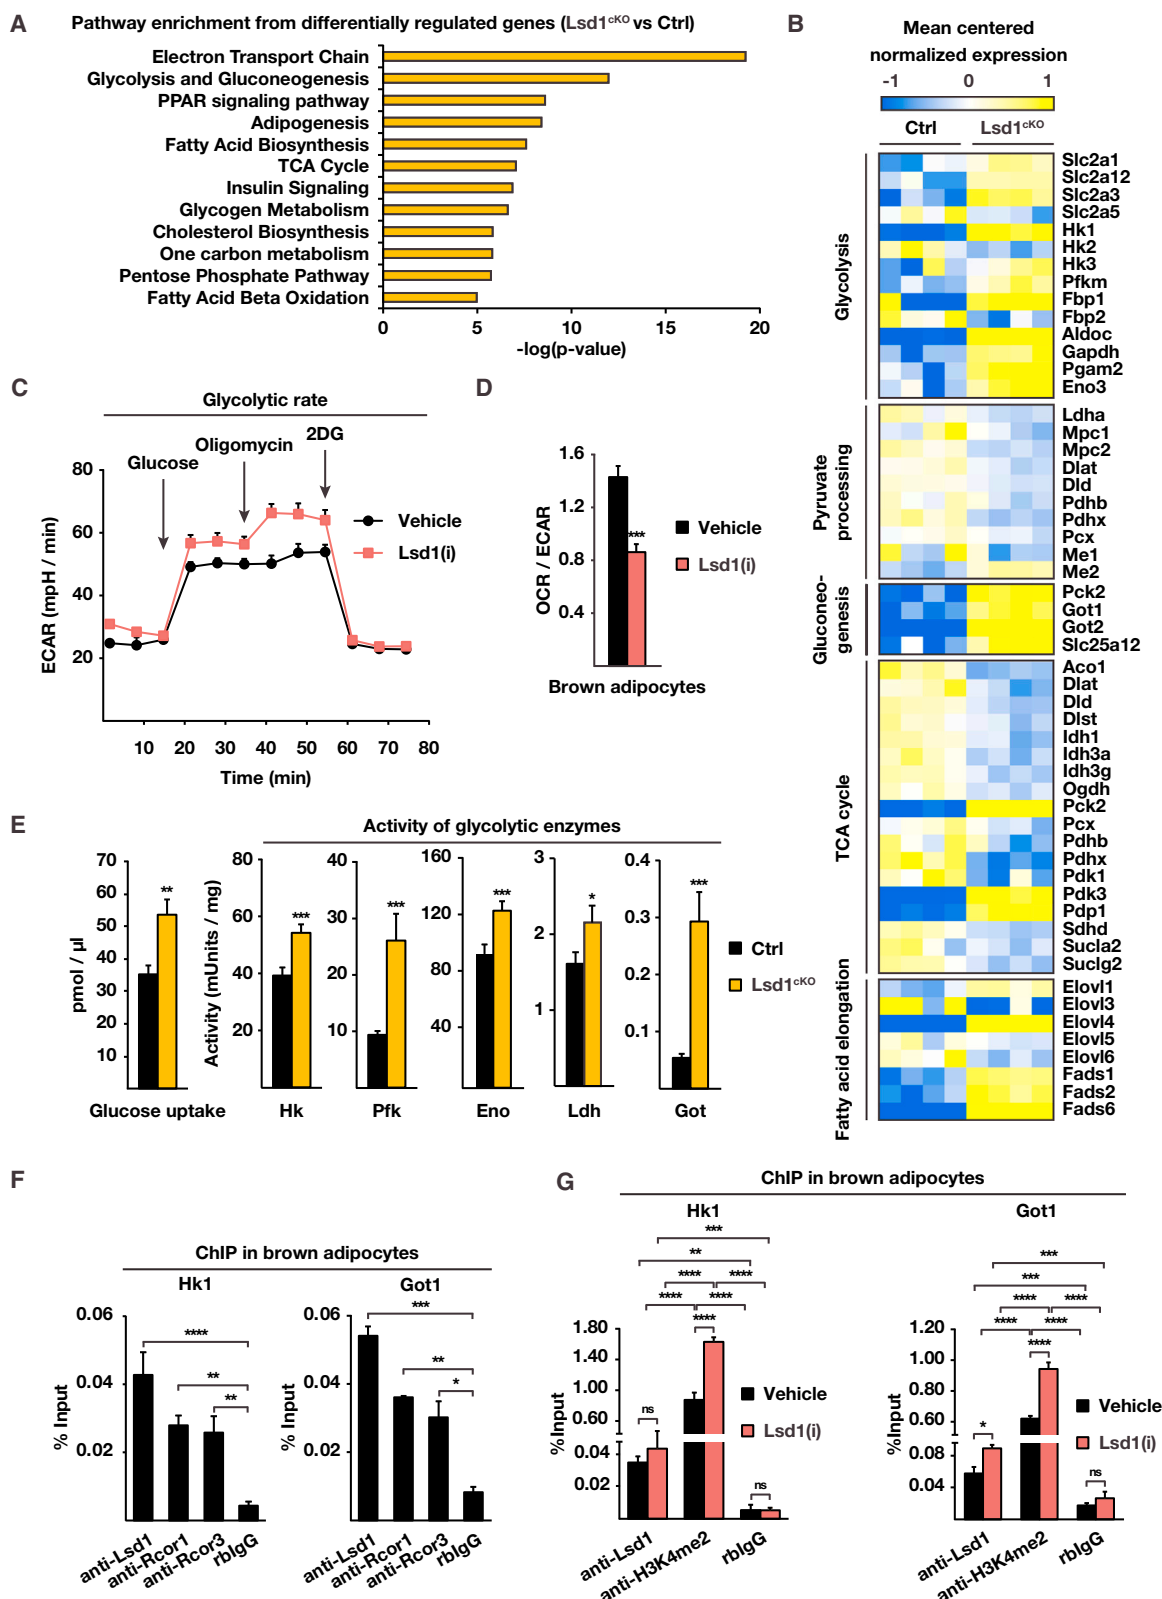 A
Pathway enrichment from differentially regulated genes (Lsd1cKO vs Ctrl)
Electron Transport Chain
Glycolysis and Gluconeogenesis
PPAR signaling pathway
Adipogenesis
Fatty Acid Biosynthesis
TCA Cycle
Insulin Signaling
Glycogen Metabolism
Cholesterol Biosynthesis
One carbon metabolism
Pentose Phosphate Pathway
Fatty Acid Beta Oxidation
0 5 10 15 20
-log(p-value)
B
Mean centered
normalized expression
-1 0 1
Ctrl Lsd1cKO
Glycolysis
Slc2a1
Slc2a12
Slc2a3
Slc2a5
Hk1
Hk2
Hk3
Pfkm
Fbp1
Fbp2
Aldoc
Gapdh
Pgam2
Eno3
Pyruvate
processing
Ldha
Mpc1
Mpc2
Dlat
Dld
Pdhb
Pdhx
Pcx
Me1
Me2
Gluconeo-
genesis
Pck2
Got1
Got2
Slc25a12
TCA cycle
Aco1
Dlat
Dld
Dlst
Idh1
Idh3a
Idh3g
Ogdh
Pck2
Pcx
Pdhb
Pdhx
Pdk1
Pdk3
Pdp1
Sdhd
Sucla2
Suclg2
Fatty acid elongation
Elovl1
Elovl3
Elovl4
Elovl5
Elovl6
Fads1
Fads2
Fads6
C
Glycolytic rate
Glucose
Oligomycin
2DG
ECAR (mpH / min)
80
60
40
20
Vehicle
Lsd1(i)
10 20 30 40 50 60 70 80
Time (min)
D
OCR / ECAR
1.6
1.2
0.8
0.4
***
Vehicle
Lsd1(i)
Brown adipocytes
E
Activity of glycolytic enzymes
pmol / µl
70
60
50
40
30
20
10
**
Glucose uptake
Activity (mUnits / mg)
80
60
40
20
***
Hk
40
30
20
10
***
Pfk
160
120
80
40
***
Eno
3
2
1
*
Ldh
0.4
0.3
0.2
0.1
***
Got
Ctrl
Lsd1cKO
F
ChIP in brown adipocytes
Hk1
% Input
0.06
0.04
0.02
****
**
**
anti-Lsd1
anti-Rcor1
anti-Rcor3
rbIgG
Got1
% Input
0.06
0.04
0.02
***
**
*
anti-Lsd1
anti-Rcor1
anti-Rcor3
rbIgG
G
ChIP in brown adipocytes
Hk1
***
**
**** ****
**** ****
****
%Input
1.80
1.40
1.00
0.60
0.04
0.02
ns
ns
Vehicle
Lsd1(i)
anti-Lsd1
anti-H3K4me2
rbIgG
Got1
***
***
**** ****
**** ****
****
%Input
1.20
0.90
0.60
0.08
0.04
*
ns
Vehicle
Lsd1(i)
anti-Lsd1
anti-H3K4me2
rbIgG